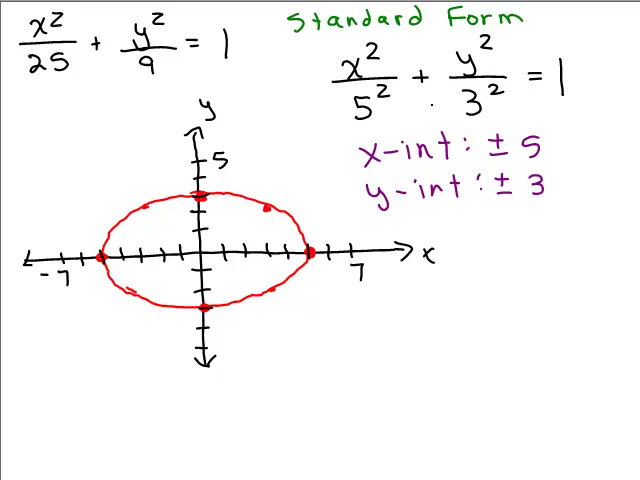 x²/25 + y²/9 = 1
Standard Form
x²/5² + y²/3² = 1
x-int: ± 5
y-int: ± 3
y
5
-7
7
x